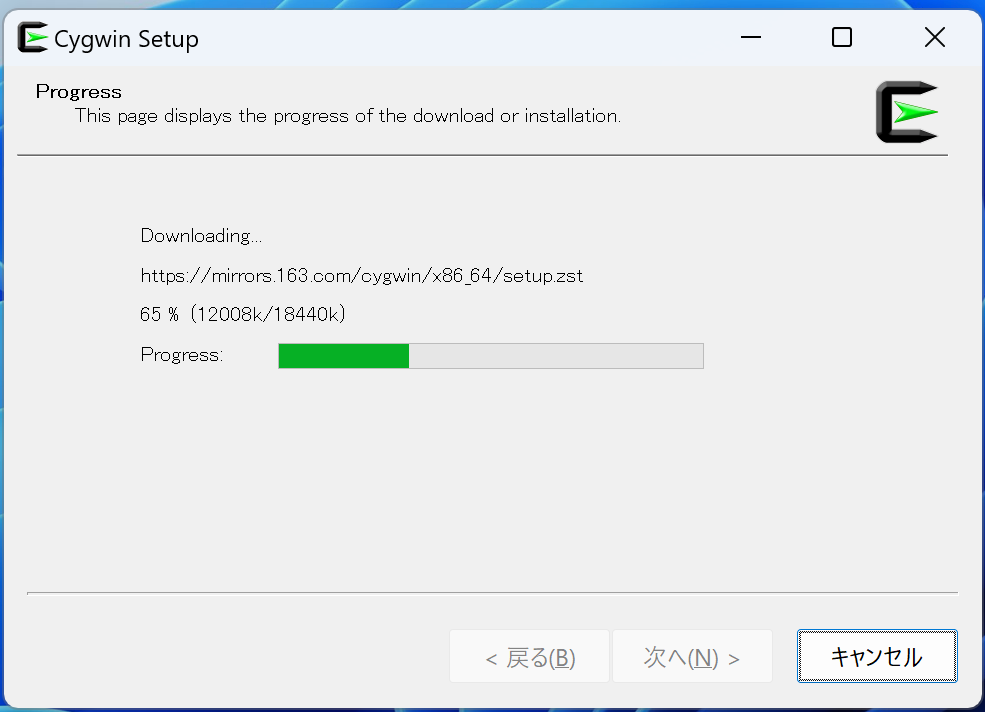 Cygwin Setup
Progress
This page displays the progress of the download or installation.
Downloading...
https://mirrors.163.com/cygwin/x86_64/setup.zst
65 % (12008k/18440k)
Progress:
< 戻る(B) 次へ(N) > キャンセル